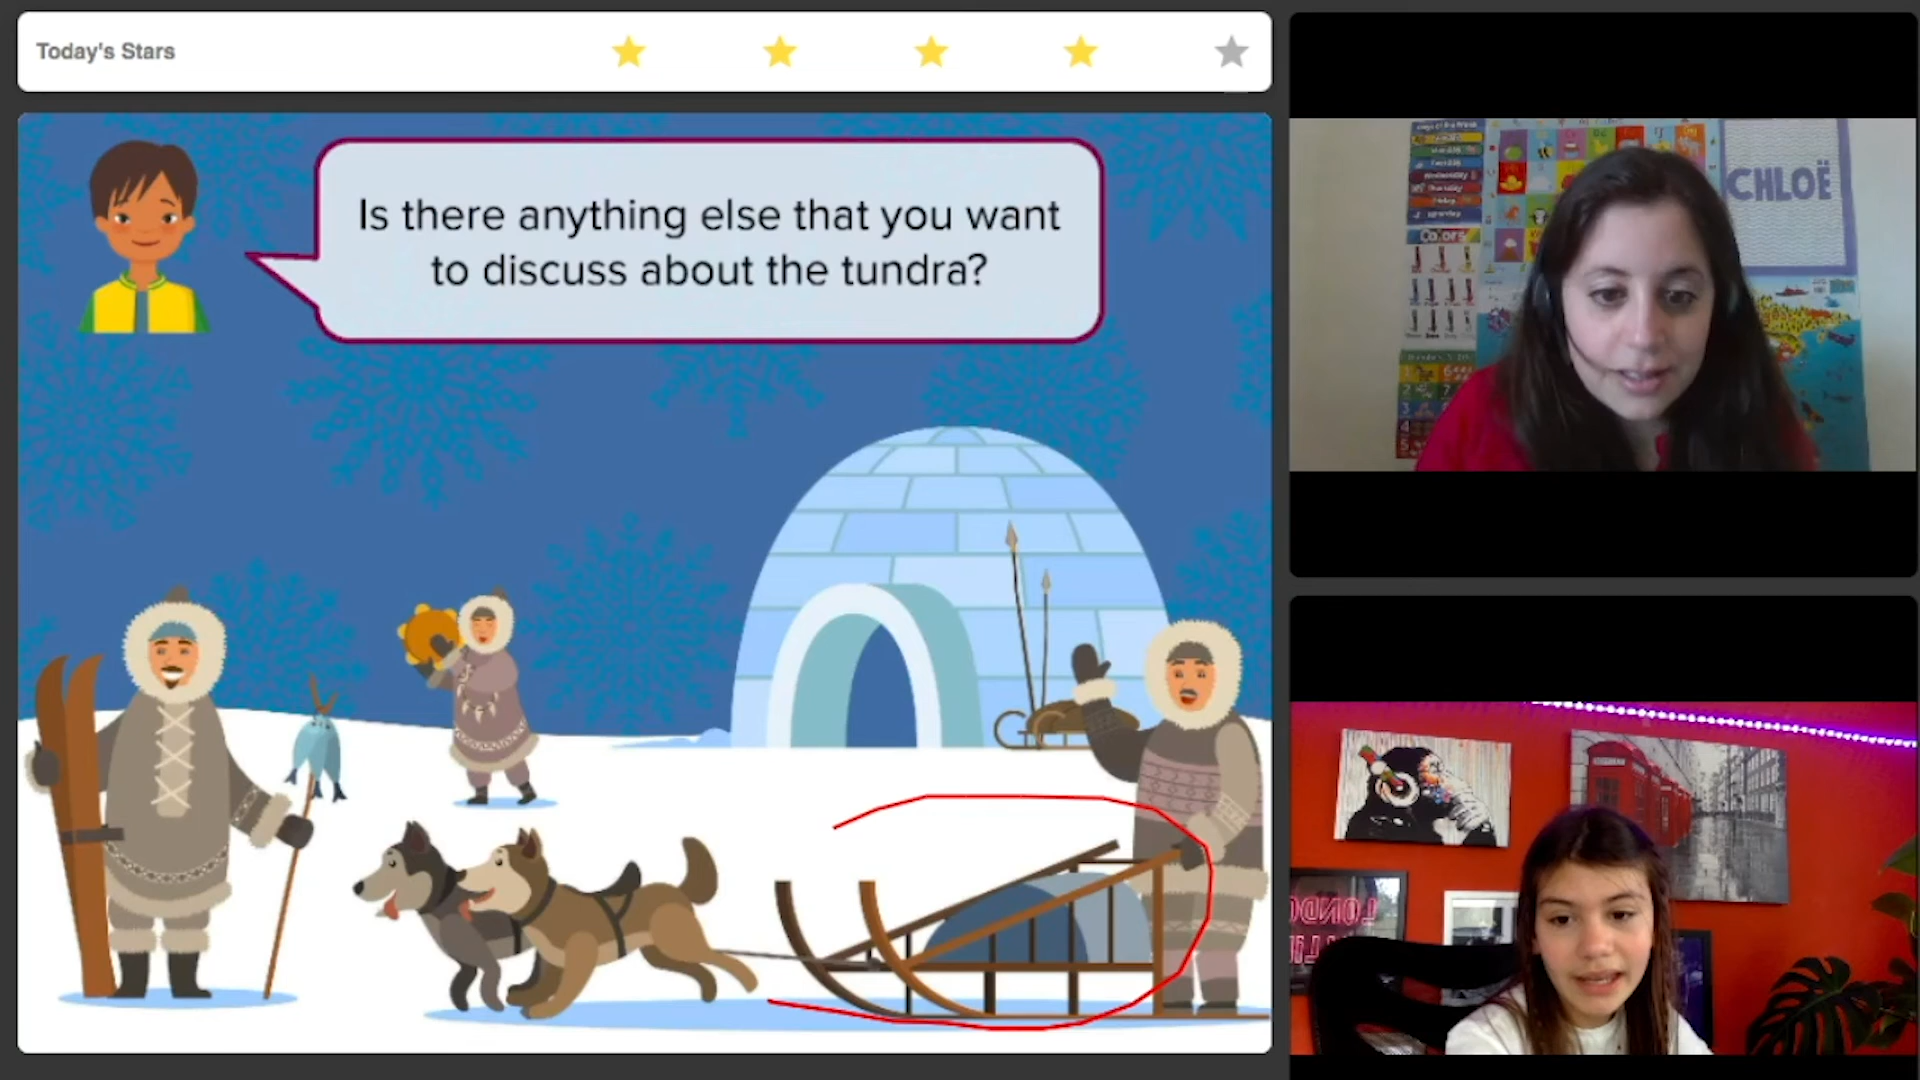 Today's Stars
Is there anything else that you want
to discuss about the tundra?
CHLOË
Colors